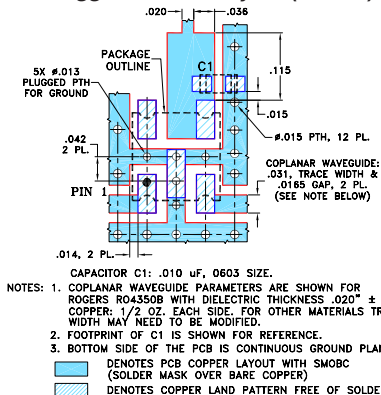 .020
.036
C1
PACKAGE
OUTLINE
.115
5X ø.013
PLUGGED PTH
FOR GROUND
.015
ø.015 PTH, 12 PL.
.042
2 PL.
COPLANAR WAVEGUIDE:
.031, TRACE WIDTH &
.0165 GAP, 2 PL.
(SEE NOTE BELOW)
PIN 1
.014, 2 PL.
CAPACITOR C1: .010 uF, 0603 SIZE.
NOTES: 1. COPLANAR WAVEGUIDE PARAMETERS ARE SHOWN FOR
ROGERS RO4350B WITH DIELECTRIC THICKNESS .020" ±
COPPER: 1/2 OZ. EACH SIDE. FOR OTHER MATERIALS TR
WIDTH MAY NEED TO BE MODIFIED.
2. FOOTPRINT OF C1 IS SHOWN FOR REFERENCE.
3. BOTTOM SIDE OF THE PCB IS CONTINUOUS GROUND PLA
DENOTES PCB COPPER LAYOUT WITH SMOBC
(SOLDER MASK OVER BARE COPPER)
DENOTES COPPER LAND PATTERN FREE OF SOLDE